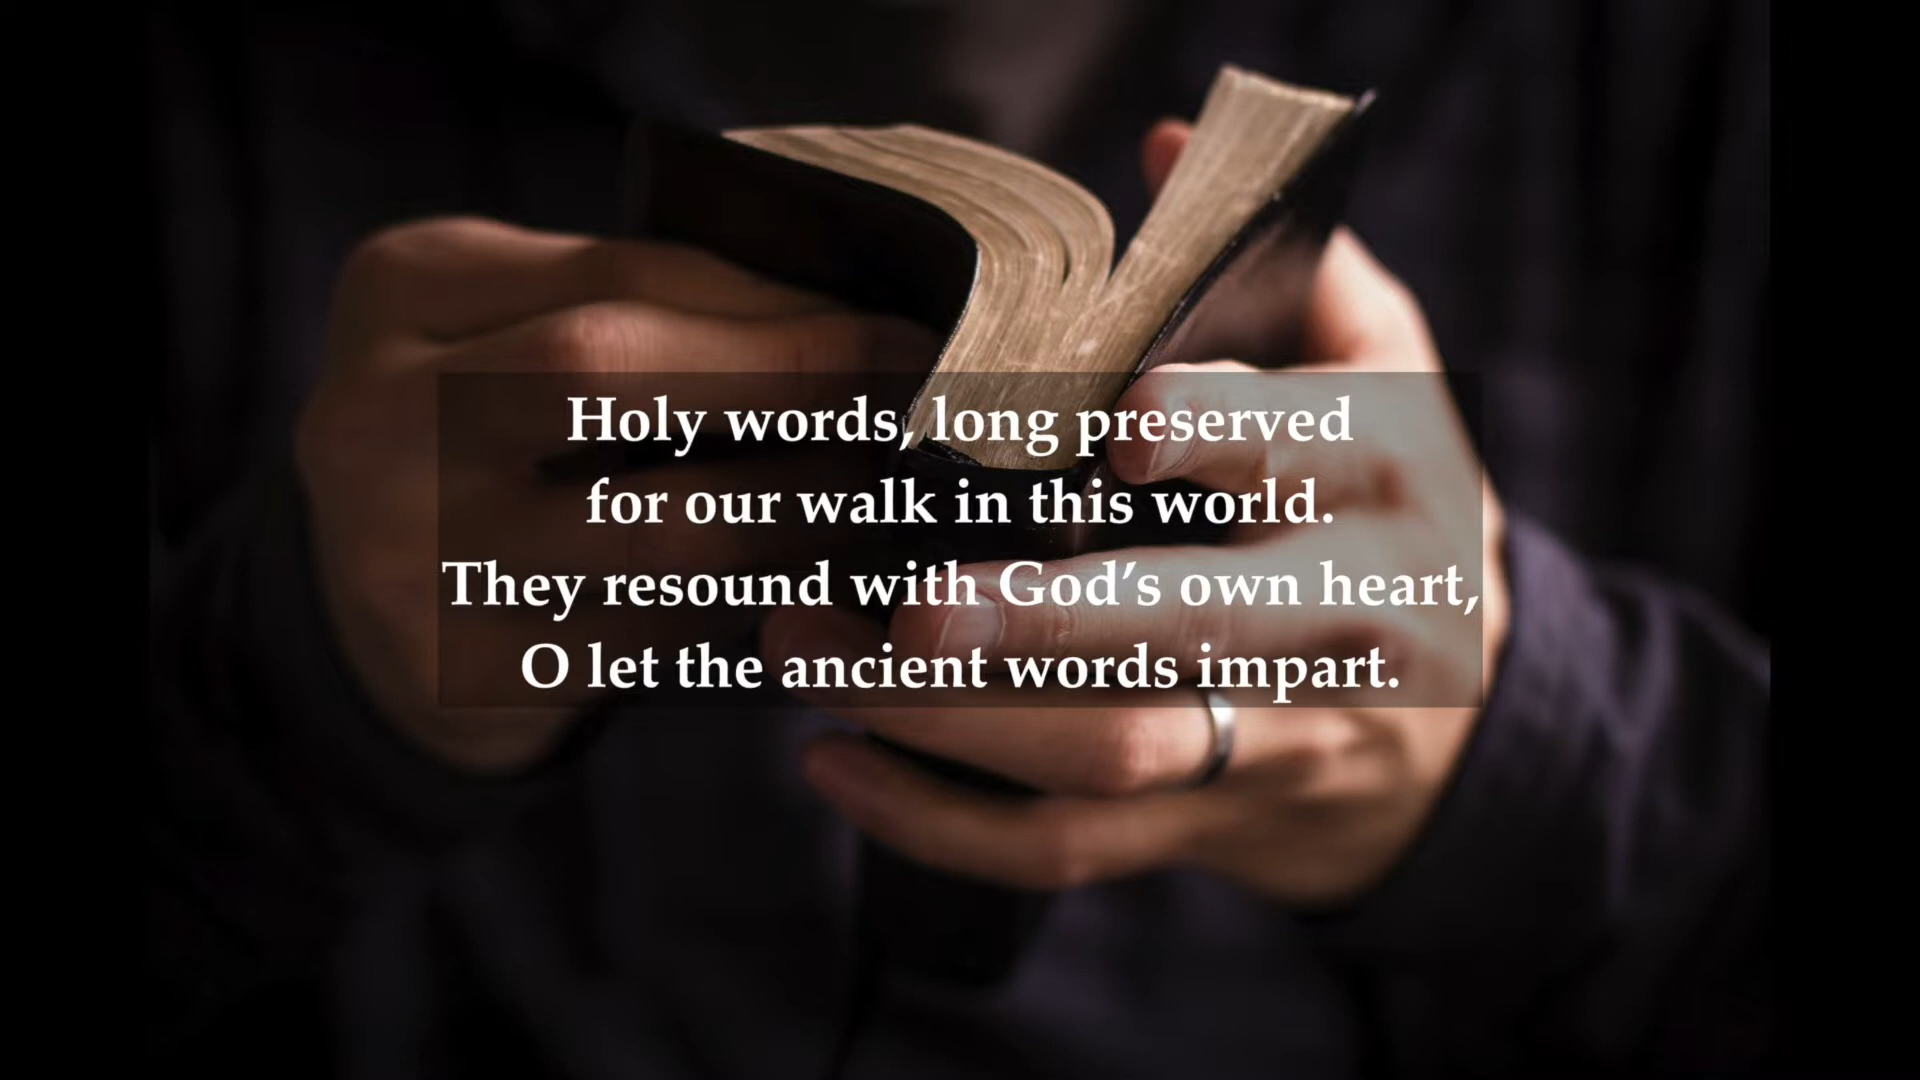 Holy words, long preserved
for our walk in this world.
They resound with God’s own heart,
O let the ancient words impart.